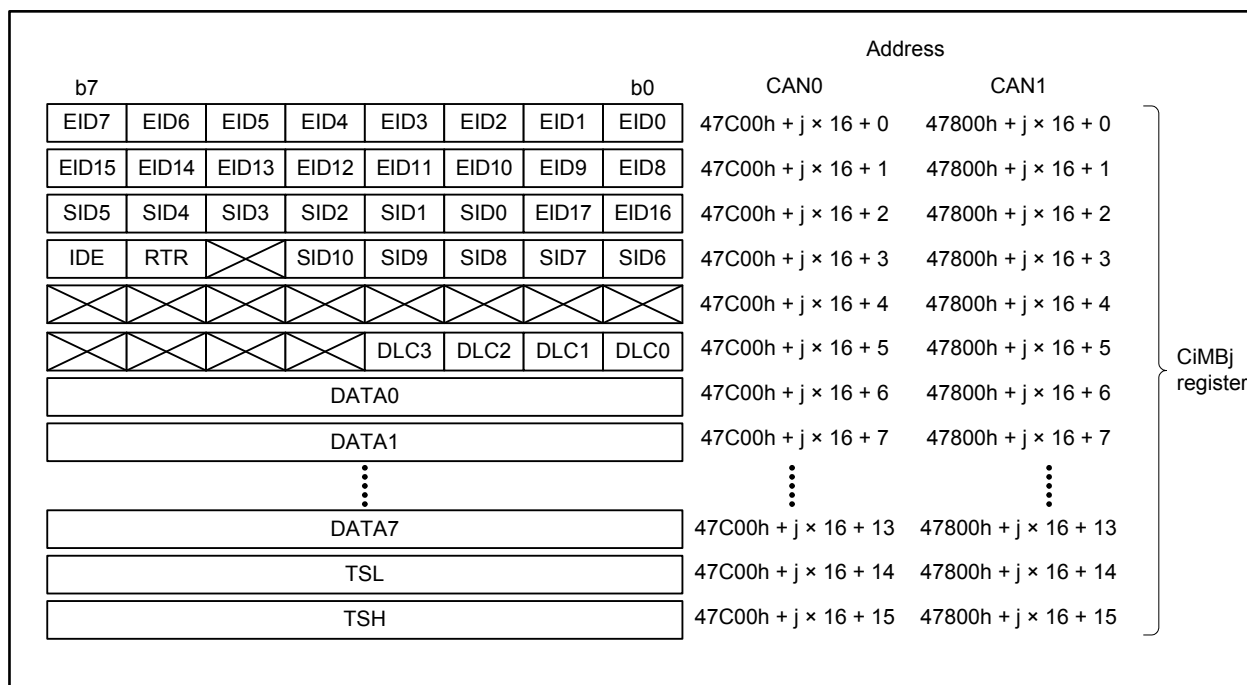 Address
b7 b0 CAN0 CAN1
EID7 EID6 EID5 EID4 EID3 EID2 EID1 EID0 47C00h + j × 16 + 0 47800h + j × 16 + 0
EID15 EID14 EID13 EID12 EID11 EID10 EID9 EID8 47C00h + j × 16 + 1 47800h + j × 16 + 1
SID5 SID4 SID3 SID2 SID1 SID0 EID17 EID16 47C00h + j × 16 + 2 47800h + j × 16 + 2
IDE RTR SID10 SID9 SID8 SID7 SID6 47C00h + j × 16 + 3 47800h + j × 16 + 3
47C00h + j × 16 + 4 47800h + j × 16 + 4
DLC3 DLC2 DLC1 DLC0 47C00h + j × 16 + 5 47800h + j × 16 + 5
DATA0 47C00h + j × 16 + 6 47800h + j × 16 + 6
DATA1 47C00h + j × 16 + 7 47800h + j × 16 + 7
DATA7 47C00h + j × 16 + 13 47800h + j × 16 + 13
TSL 47C00h + j × 16 + 14 47800h + j × 16 + 14
TSH 47C00h + j × 16 + 15 47800h + j × 16 + 15
CiMBj
register